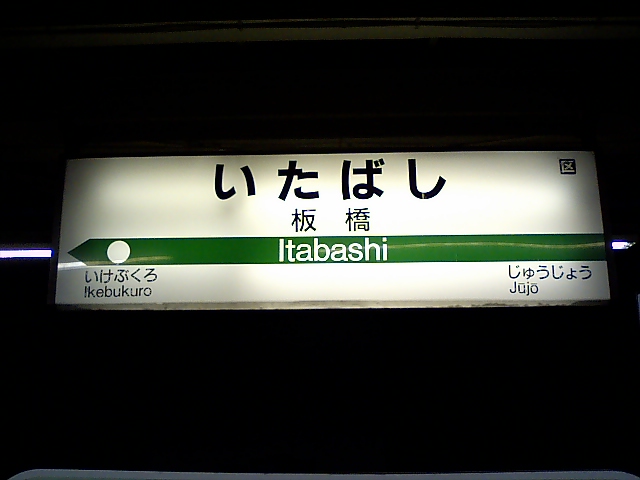 区
いたばし
板橋
Itabashi
いけぶくろ
Ikebukuro
じゅうじょう
Jūjō